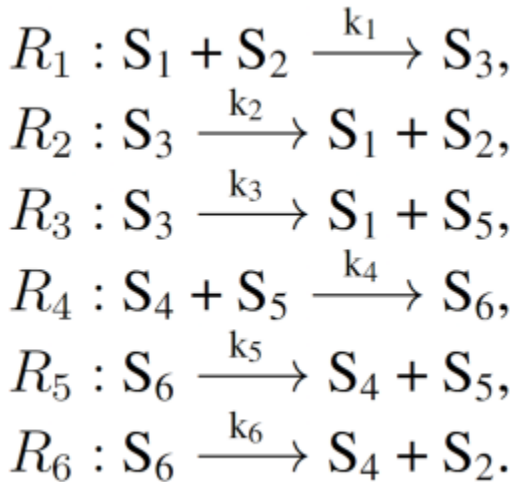 R₁ : S₁ + S₂ —k₁→ S₃,
R₂ : S₃ —k₂→ S₁ + S₂,
R₃ : S₃ —k₃→ S₁ + S₅,
R₄ : S₄ + S₅ —k₄→ S₆,
R₅ : S₆ —k₅→ S₄ + S₅,
R₆ : S₆ —k₆→ S₄ + S₂.